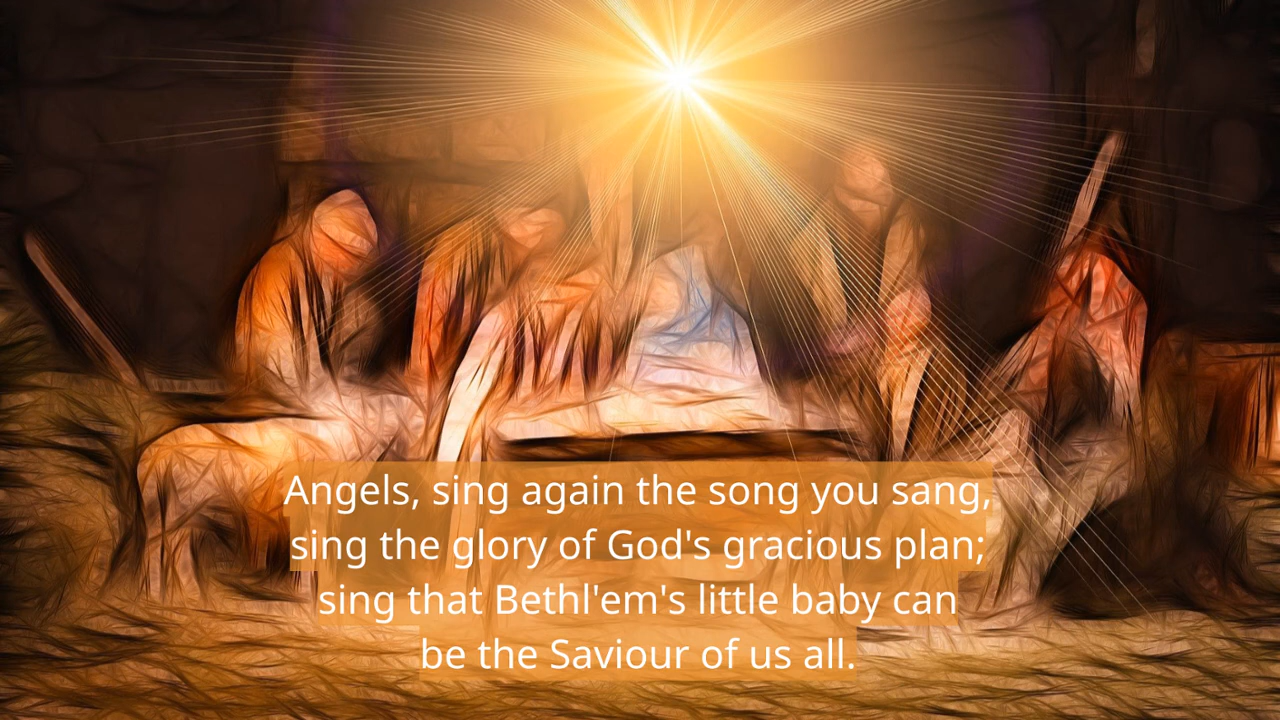 Angels, sing again the song you sang,
sing the glory of God's gracious plan;
sing that Bethl'em's little baby can
be the Saviour of us all.